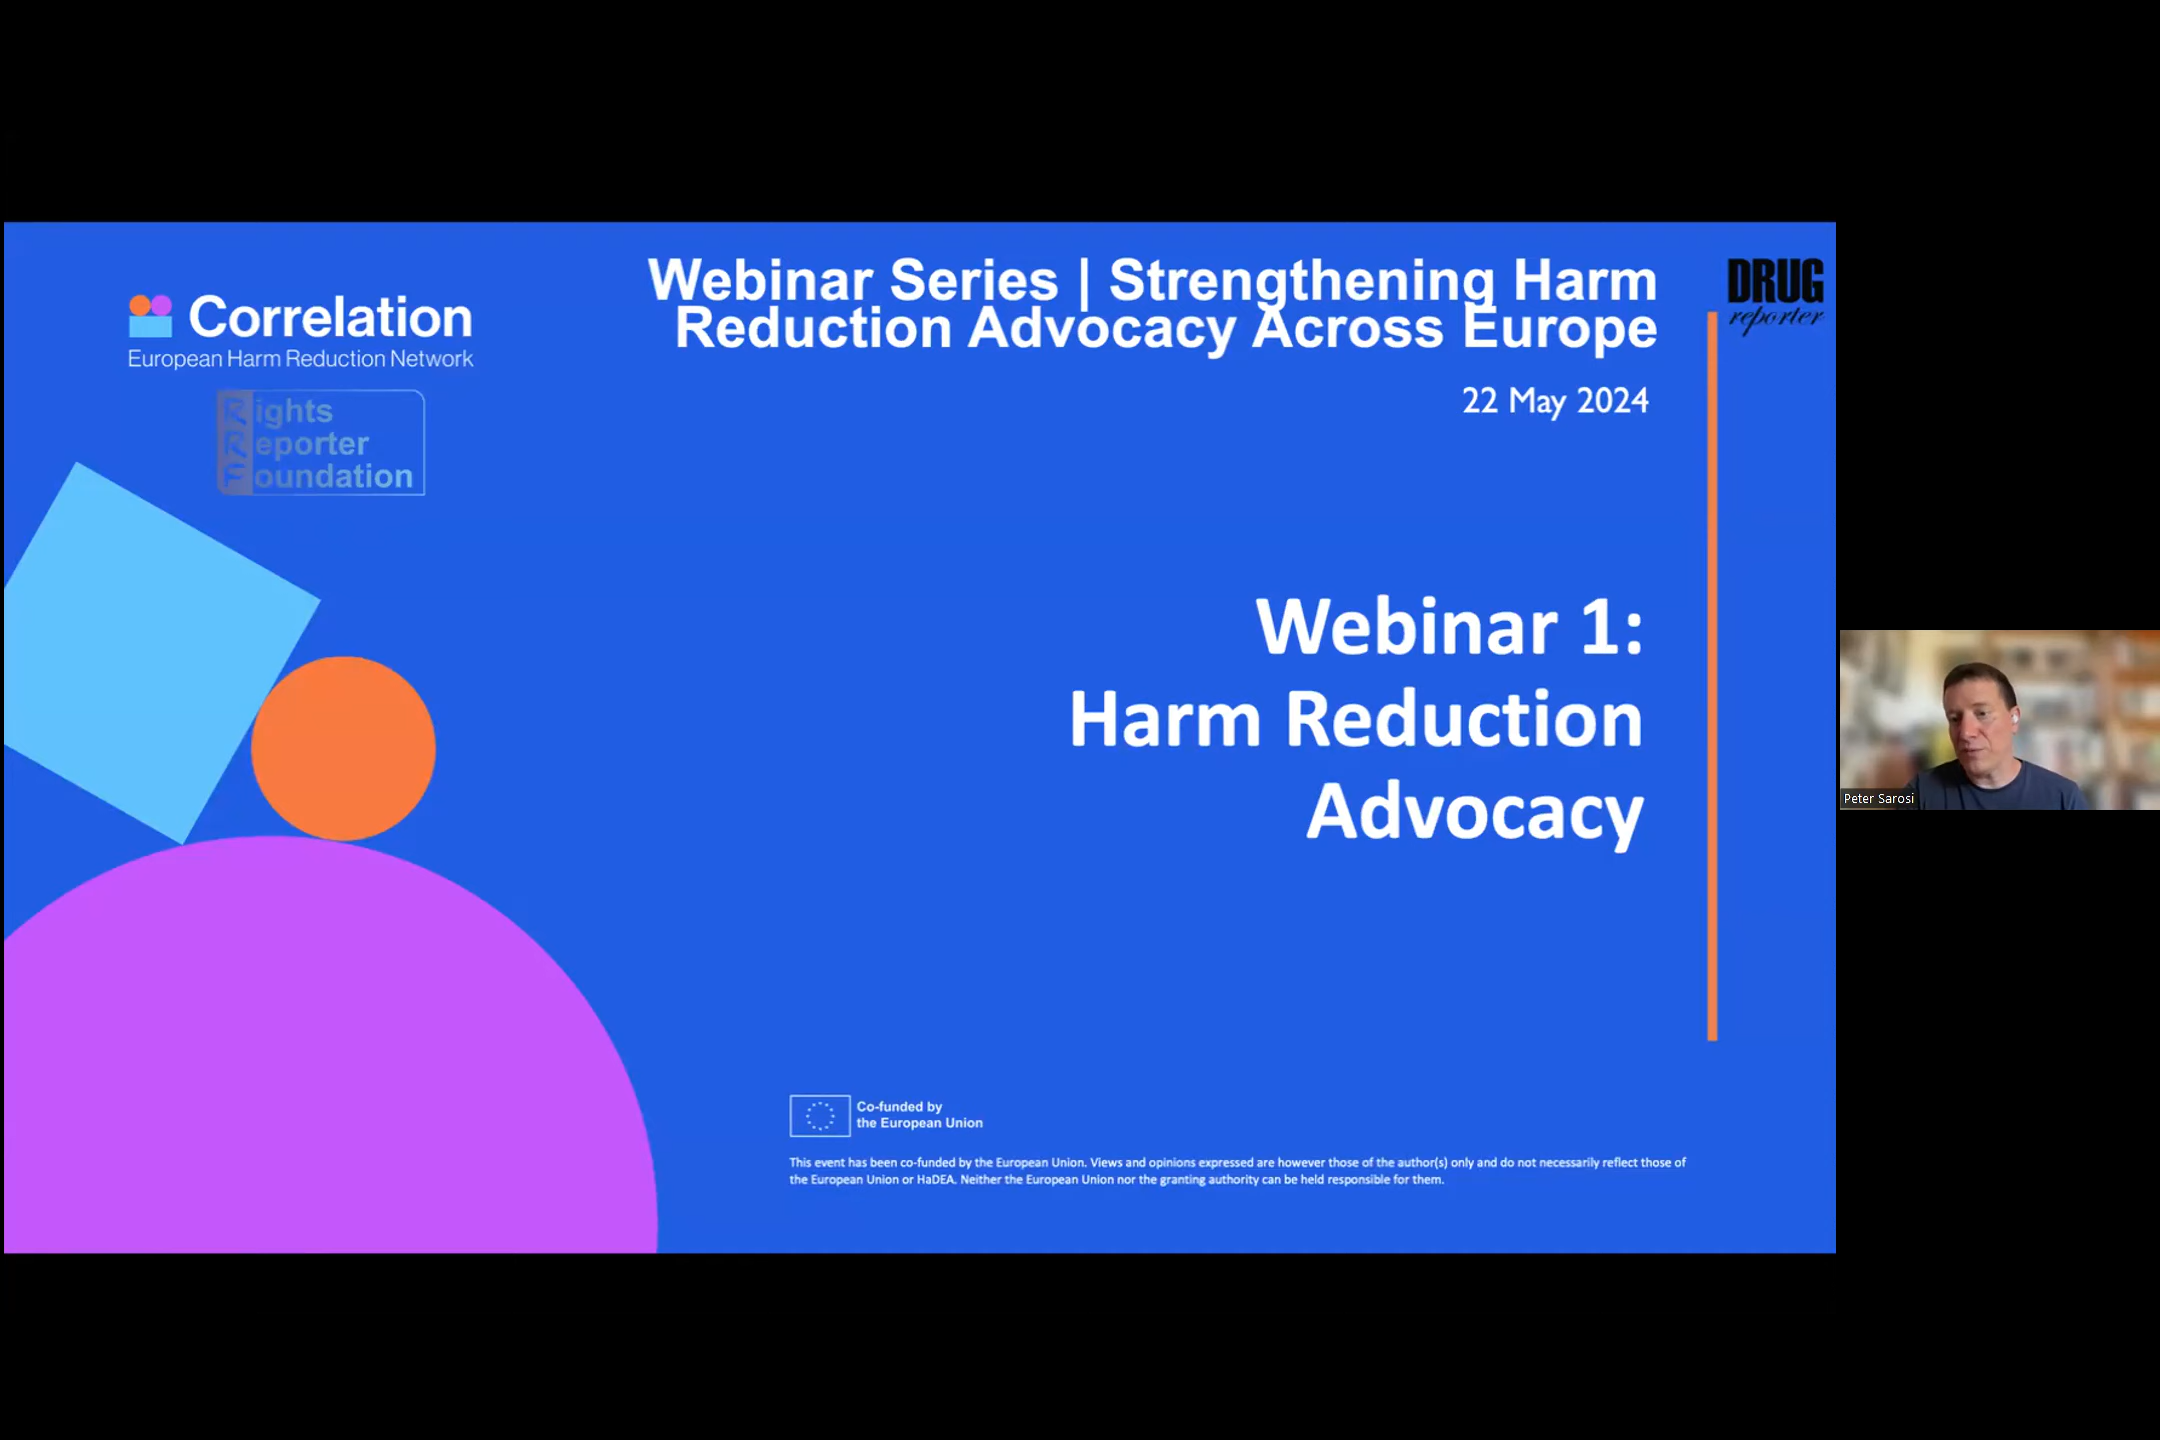 Webinar Series | Strengthening Harm
Reduction Advocacy Across Europe
22 May 2024
Correlation
European Harm Reduction Network
Rights
Reporter
Foundation
DRUG
reporter
Webinar 1:
Harm Reduction
Advocacy
Peter Sarosi
Co-funded by
the European Union
This event has been co-funded by the European Union. Views and opinions expressed are however those of the author(s) only and do not necessarily reflect those of
the European Union or HaDEA. Neither the European Union nor the granting authority can be held responsible for them.